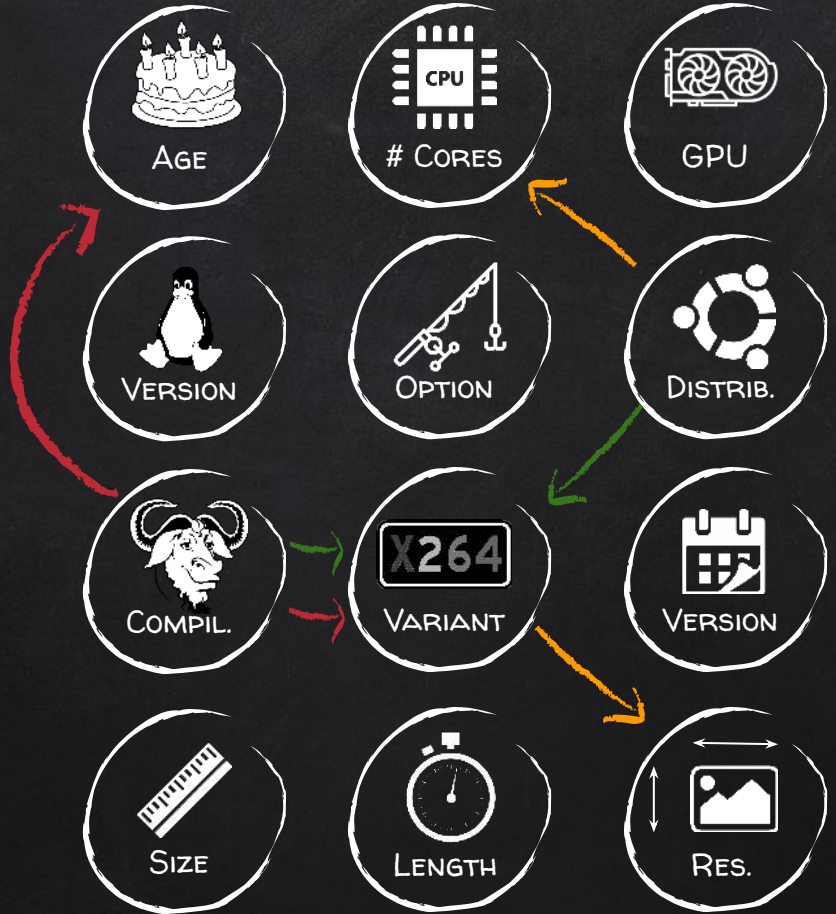 CPU
AGE
# CORES
GPU
VERSION
OPTION
DISTRIB.
COMPIL.
X264
VARIANT
VERSION
SIZE
LENGTH
RES.